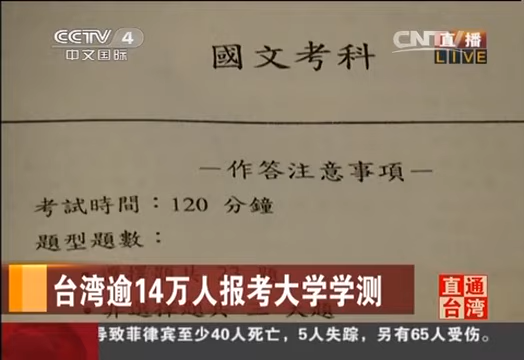 CCTV 4
中文国际
CNTV 直播
LIVE
國文考科
－作答注意事項－
考試時間：120 分鐘
題型題數：
台湾逾14万人报考大学学测
直通
台湾
导致菲律宾至少40人死亡，5人失踪，另有65人受伤。